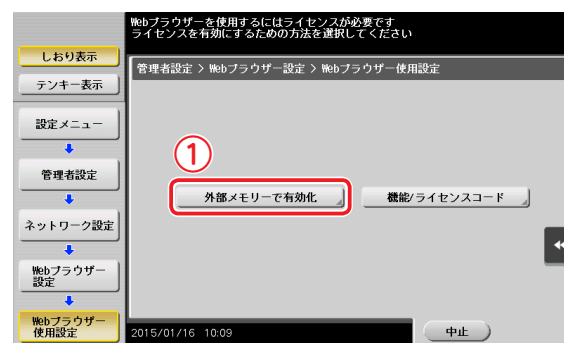 Webブラウザーを使用するにはライセンスが必要です
ライセンスを有効にするための方法を選択してください
しおり表示
テンキー表示
管理者設定 > Webブラウザー設定 > Webブラウザー使用設定
設定メニュー
管理者設定
ネットワーク設定
Webブラウザー
設定
Webブラウザー
使用設定
①
外部メモリーで有効化
機能/ライセンスコード
2015/01/16 10:09
中止